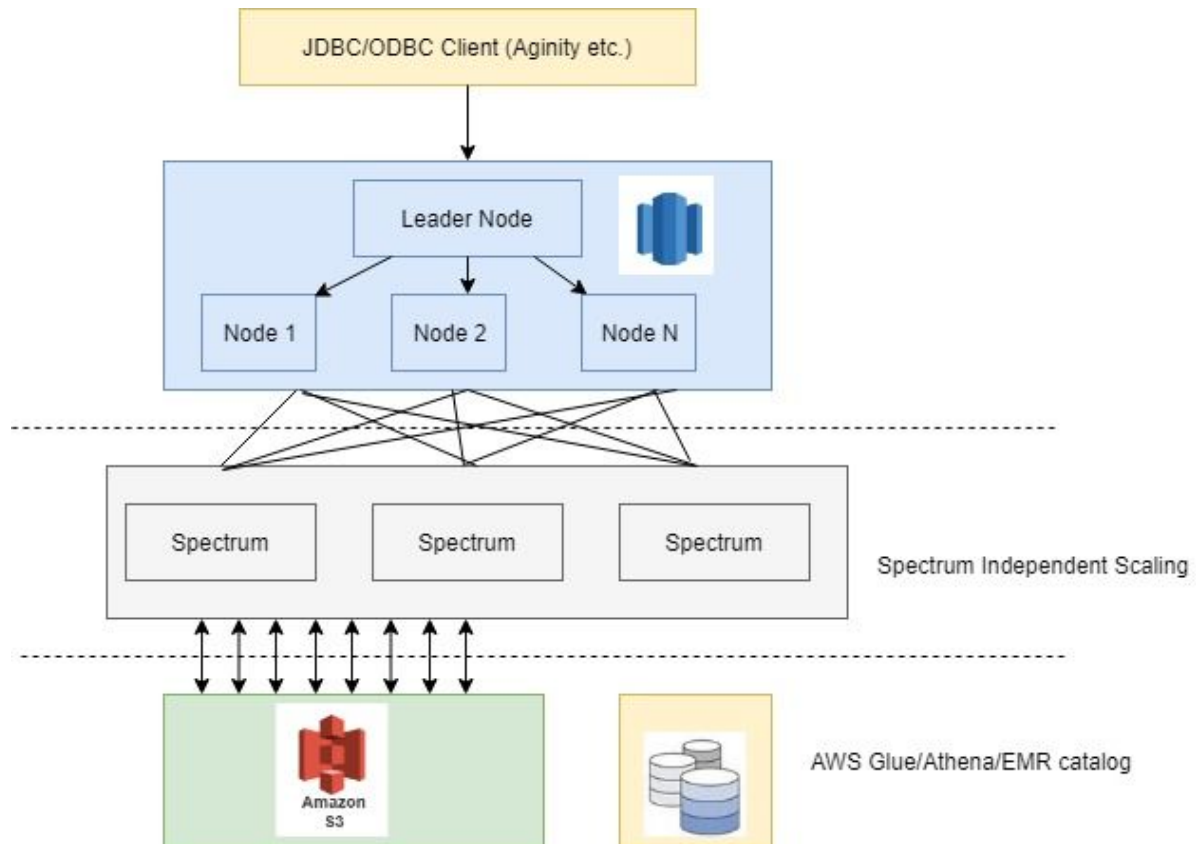 JDBC/ODBC Client (Aginity etc.)
Leader Node
Node 1
Node 2
Node N
Spectrum
Spectrum
Spectrum
Spectrum Independent Scaling
Amazon
S3
AWS Glue/Athena/EMR catalog